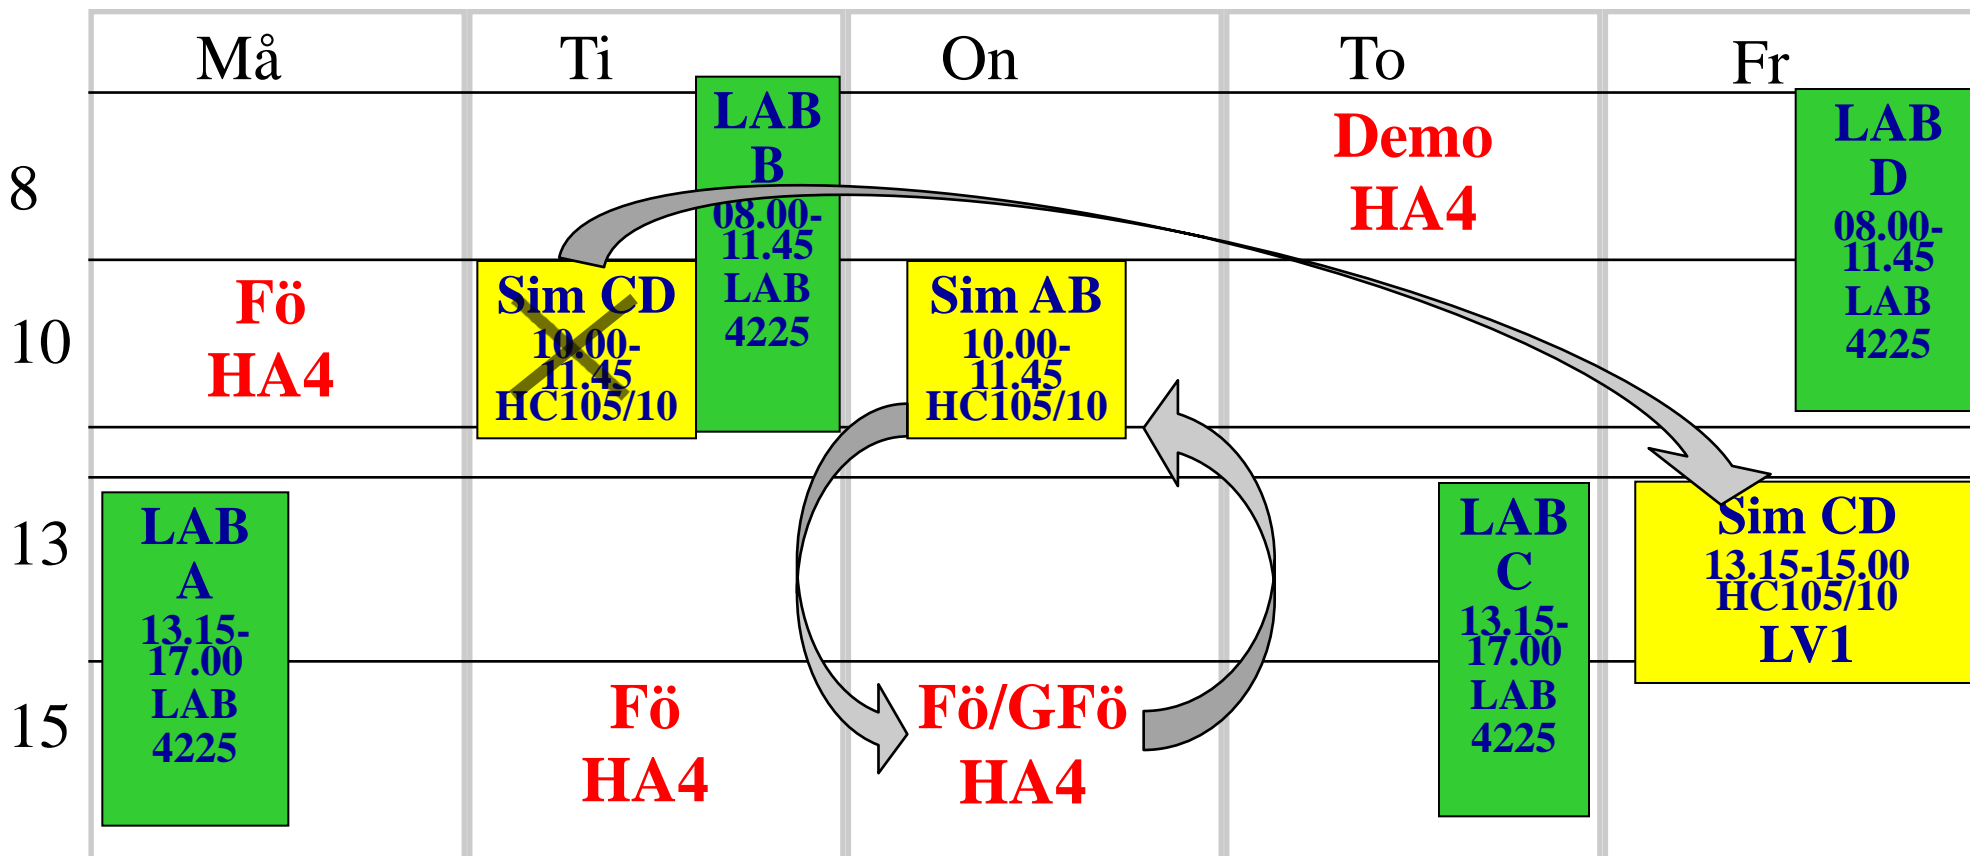 Må
Ti
On
To
Fr
8
10
13
15
Fö
HA4
LAB
A
13.15-
17.00
LAB
4225
Sim CD
10.00-
11.45
HC105/10
LAB
B
08.00-
11.45
LAB
4225
Fö
HA4
Sim AB
10.00-
11.45
HC105/10
Fö/GFö
HA4
Demo
HA4
LAB
C
13.15-
17.00
LAB
4225
LAB
D
08.00-
11.45
LAB
4225
Sim CD
13.15-15.00
HC105/10
LV1